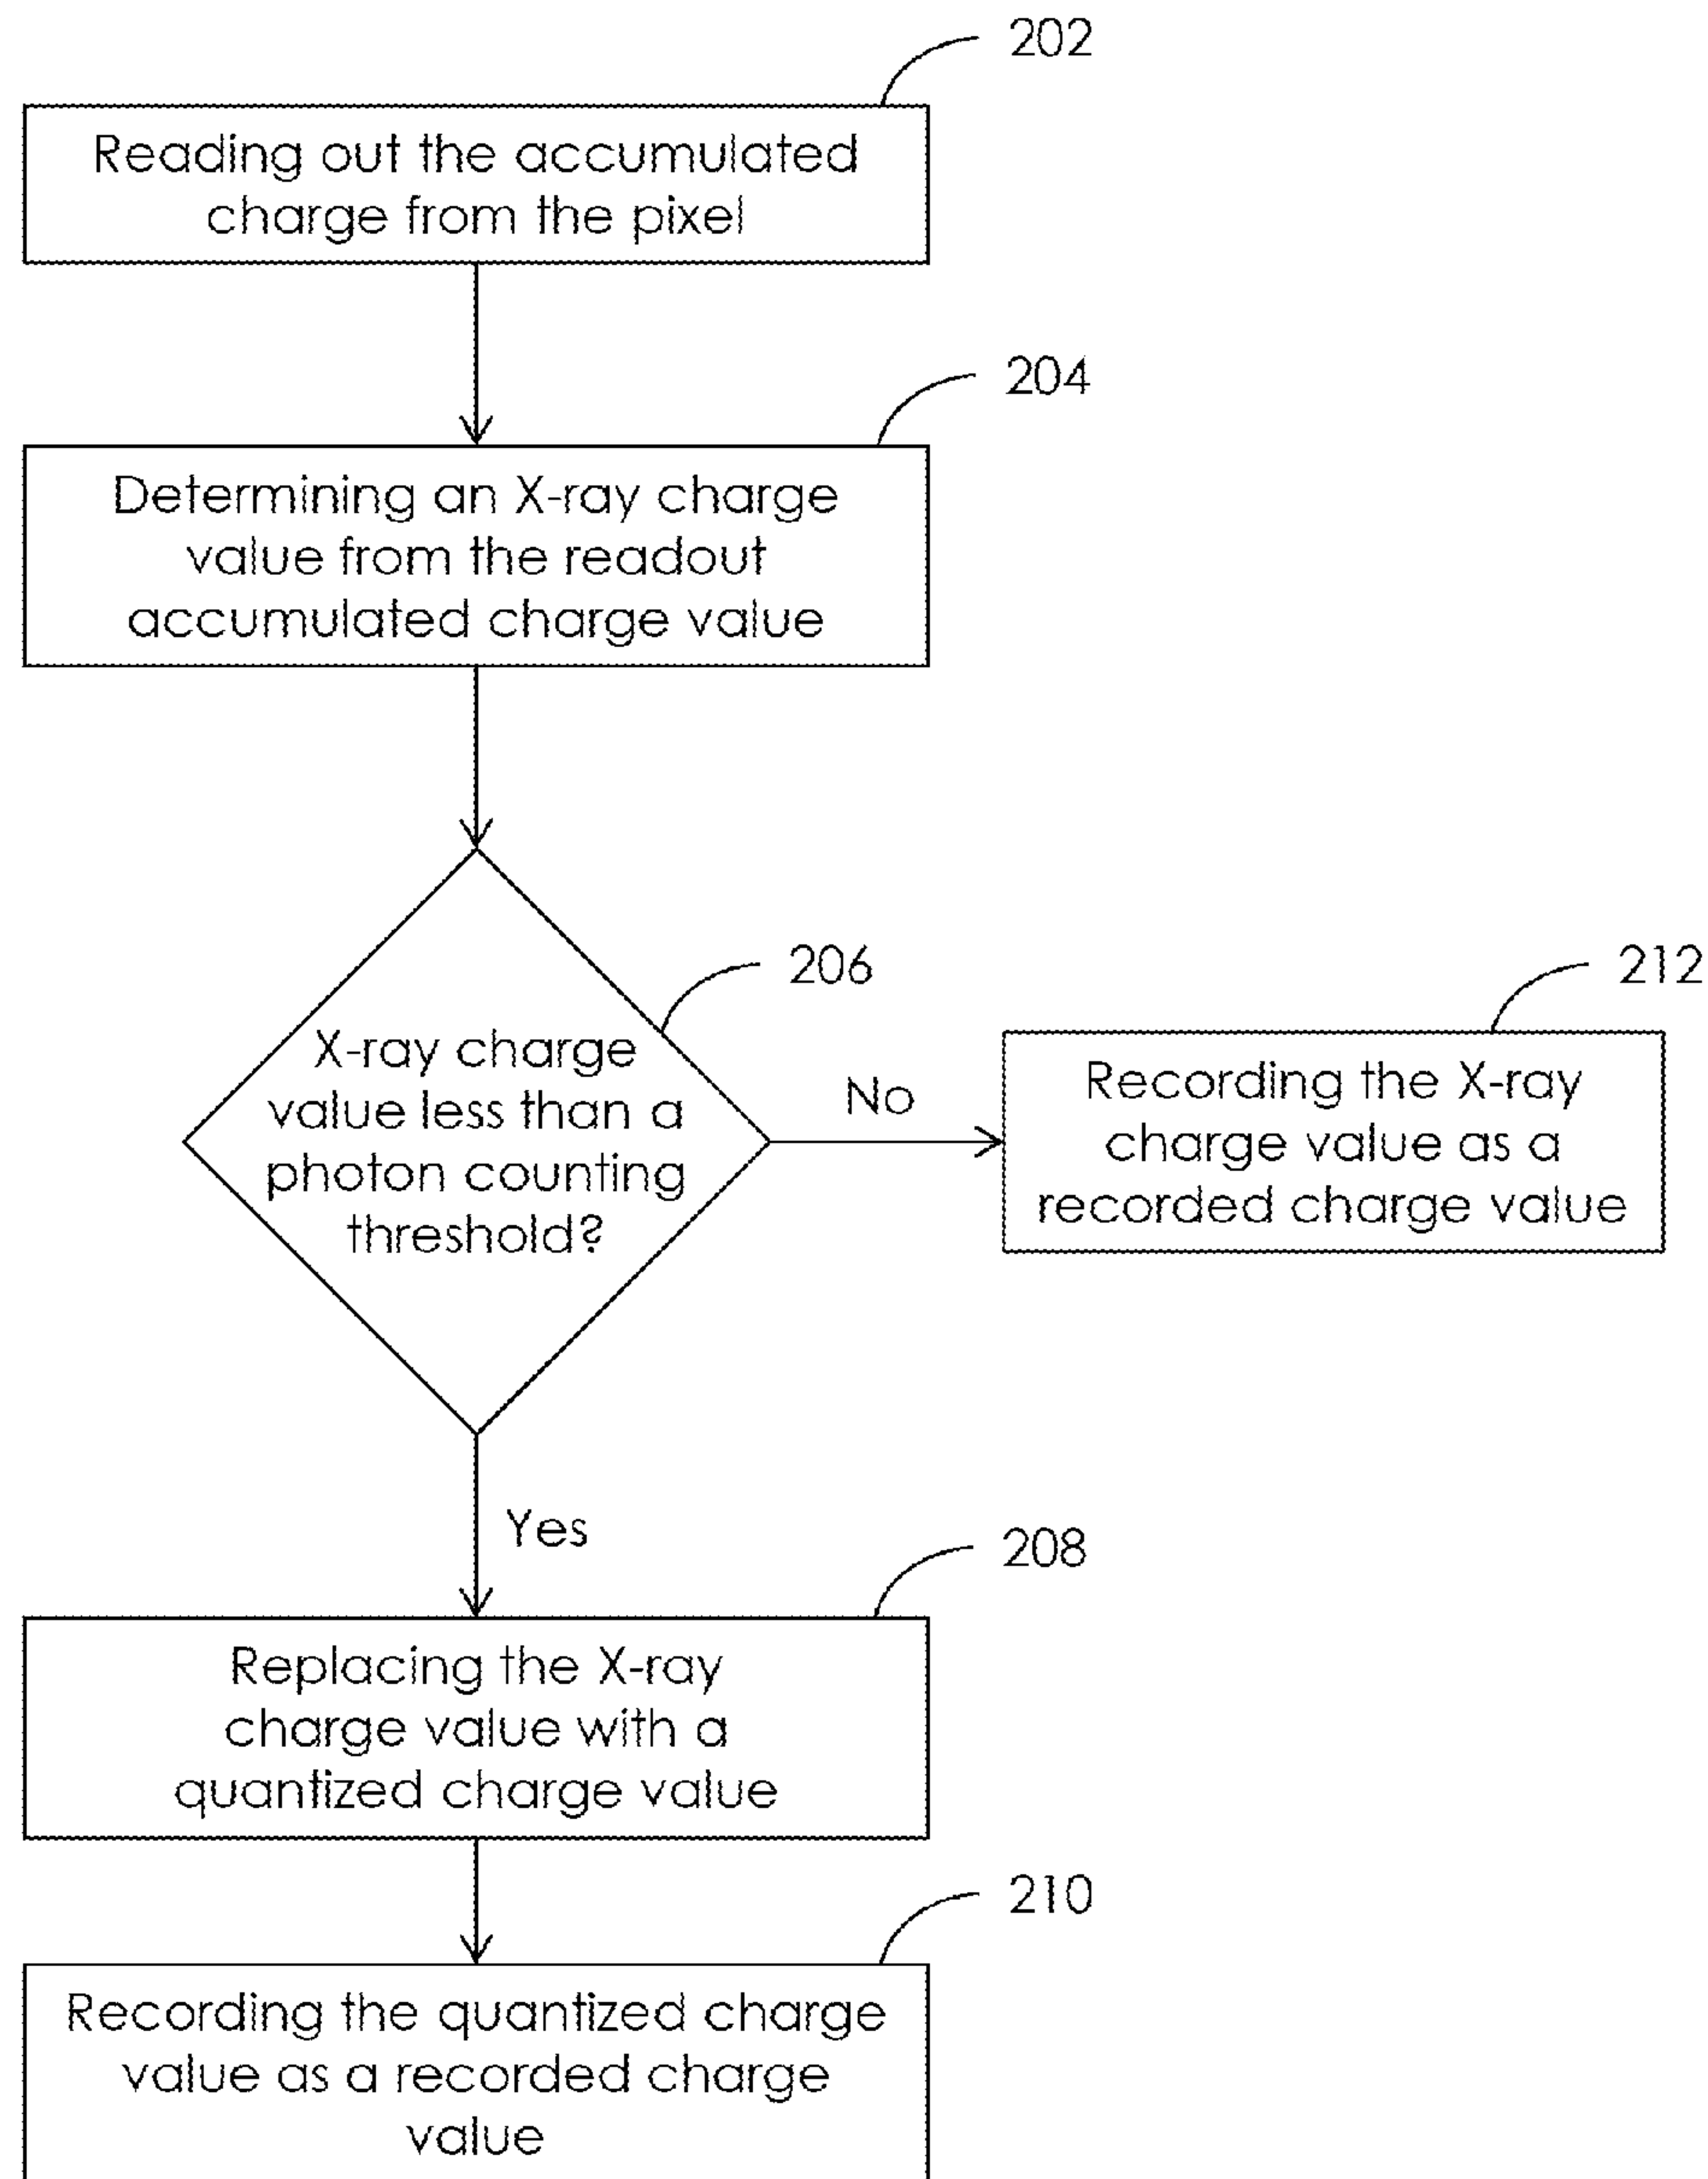 202
Reading out the accumulated
charge from the pixel
204
Determining an X-ray charge
value from the readout
accumulated charge value
206
X-ray charge
value less than a
photon counting
threshold?
No
212
Recording the X-ray
charge value as a
recorded charge value
Yes
208
Replacing the X-ray
charge value with a
quantized charge value
210
Recording the quantized charge
value as a recorded charge
value